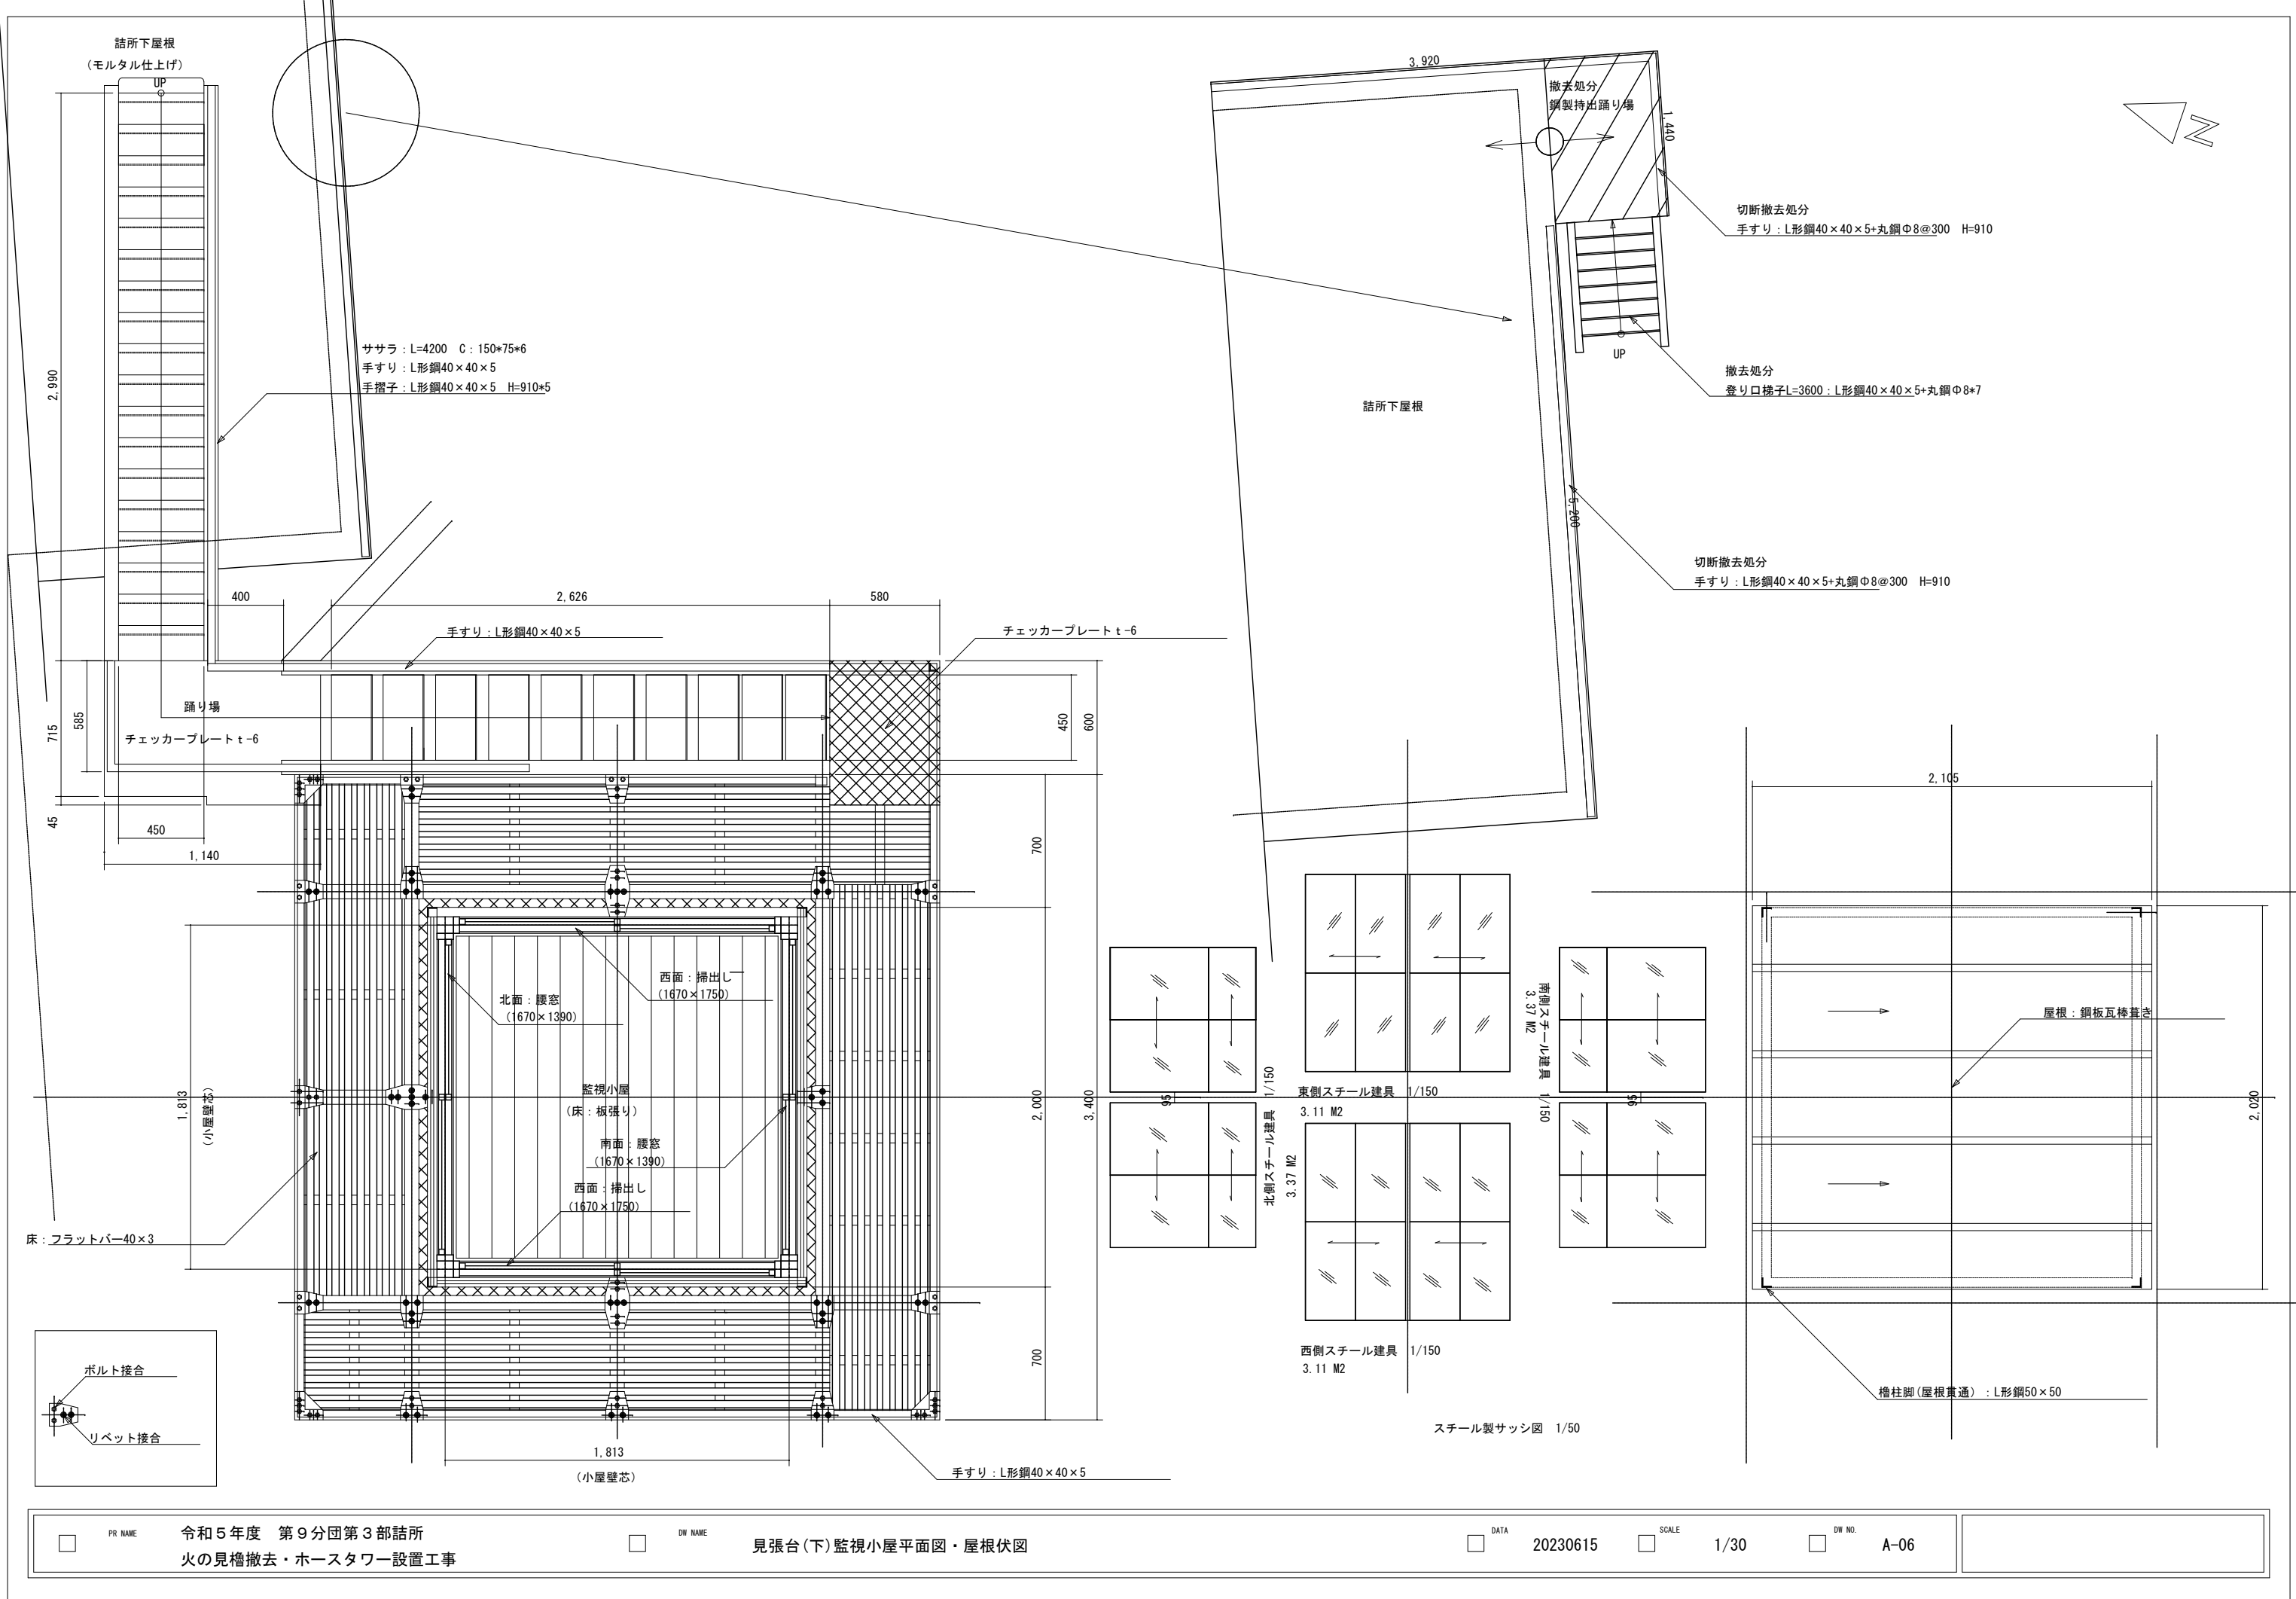 詰所下屋根
(モルタル仕上げ)
UP
2,990
ササラ：L=4200　C：150*75*6
手すり：L形鋼40×40×5
手摺子：L形鋼40×40×5　H=910*5
3,920
撤去処分
鋼製持出踊り場
1,440
N
切断撤去処分
手すり：L形鋼40×40×5+丸鋼Φ8@300　H=910
UP
撤去処分
登り口梯子L=3600：L形鋼40×40×5+丸鋼Φ8*7
詰所下屋根
5,200
切断撤去処分
手すり：L形鋼40×40×5+丸鋼Φ8@300　H=910
400
2,626
580
手すり：L形鋼40×40×5
チェッカープレートｔ-6
踊り場
チェッカープレートｔ-6
715
585
45
450
1,140
450
600
700
2,000
3,400
700
1,813
(小屋壁芯)
北面：腰窓
(1670×1390)
西面：掃出し
(1670×1750)
監視小屋
(床：板張り)
南面：腰窓
(1670×1390)
西面：掃出し
(1670×1750)
床：フラットバー40×3
1,813
(小屋壁芯)
手すり：L形鋼40×40×5
ボルト接合
リベット接合
95
北側スチール建具　1/150
3.37 M2
東側スチール建具　1/150
3.11 M2
南側スチール建具　1/150
3.37 M2
95
西側スチール建具　1/150
3.11 M2
スチール製サッシ図　1/50
2,105
2,020
屋根：鋼板瓦棒葺き
櫓柱脚(屋根貫通)：L形鋼50×50
PR NAME
令和５年度　第９分団第３部詰所
火の見櫓撤去・ホースタワー設置工事
DW NAME
見張台(下)監視小屋平面図・屋根伏図
DATA
20230615
SCALE
1/30
DW NO.
A-06